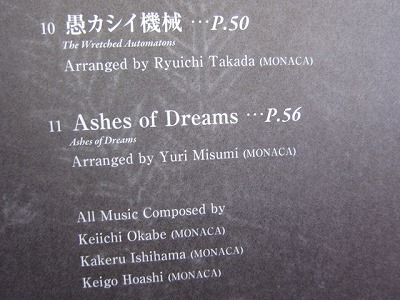 10 愚カシイ機械 …P.50
The Wretched Automatons
Arranged by Ryuichi Takada (MONACA)
11 Ashes of Dreams …P.56
Ashes of Dreams
Arranged by Yuri Misumi (MONACA)
All Music Composed by
Keiichi Okabe (MONACA)
Kakeru Ishihama (MONACA)
Keigo Hoashi (MONACA)